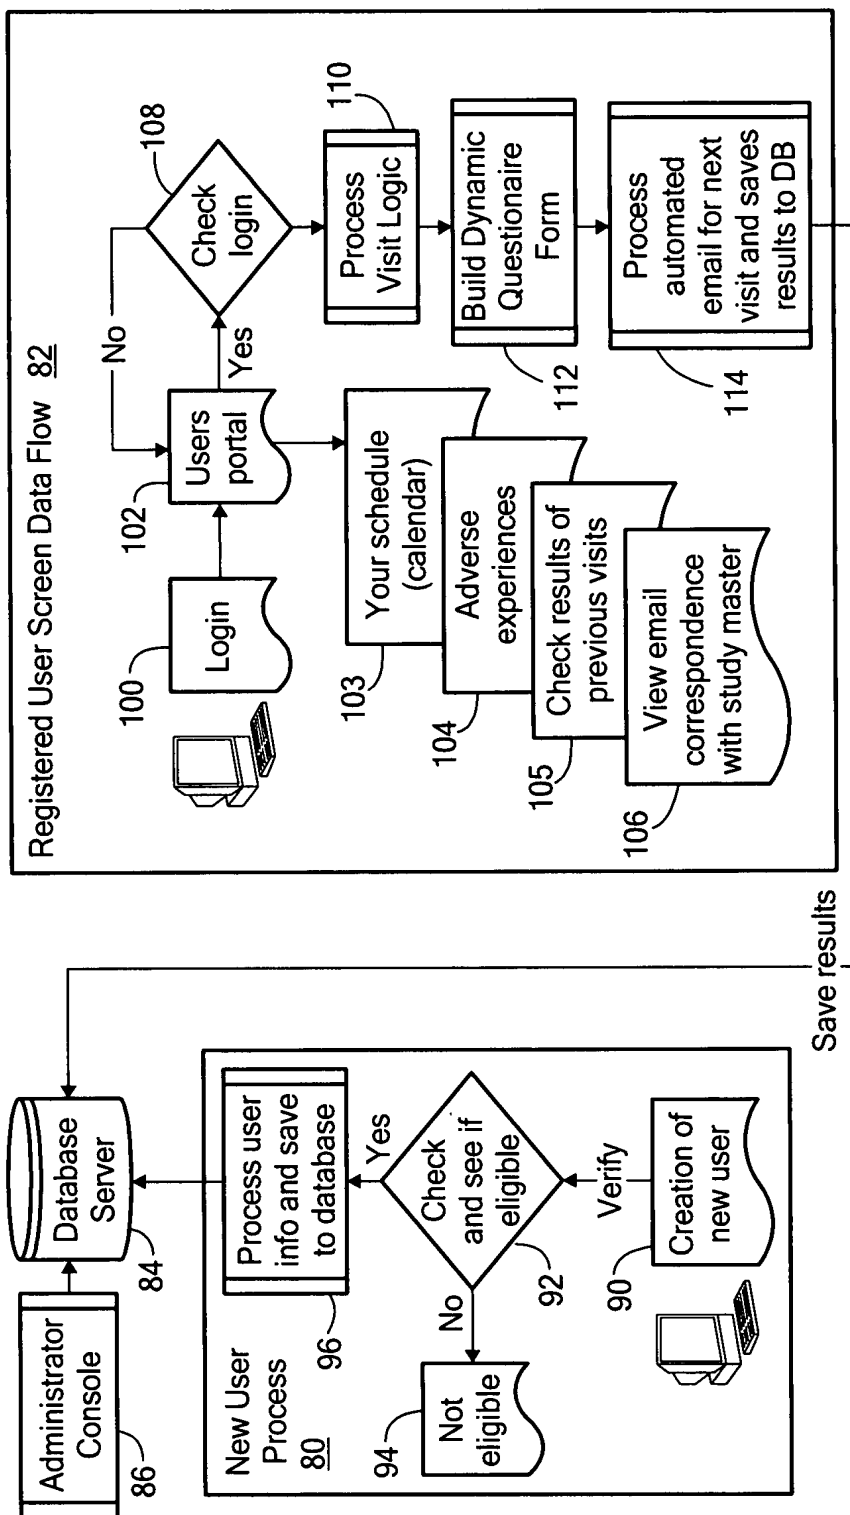 Administrator
Console
86
Database
Server
84
New User
Process
80
Process user
info and save
to database
96
Yes
Check
and see if
eligible
92
No
Not
eligible
94
Verify
Creation of
new user
90
Save results
Registered User Screen Data Flow 82
Login
100
Users
portal
102
No
Yes
Check
login
108
Process
Visit Logic
110
Build Dynamic
Questionaire
Form
112
Process
automated
email for next
visit and saves
results to DB
114
Your schedule
(calendar)
103
Adverse
experiences
104
Check results of
previous visits
105
View email
correspondence
with study master
106